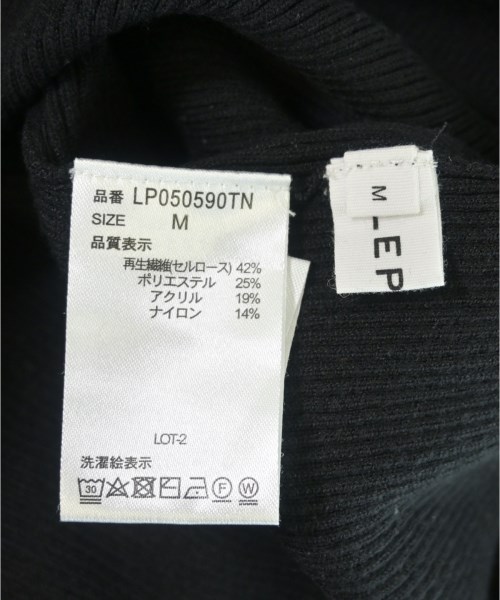 品番 LP050590TN
SIZE M
品質表示
再生繊維(セルロース) 42%
ポリエステル 25%
アクリル 19%
ナイロン 14%
LOT-2
洗濯絵表示
30 F W
M
LEP